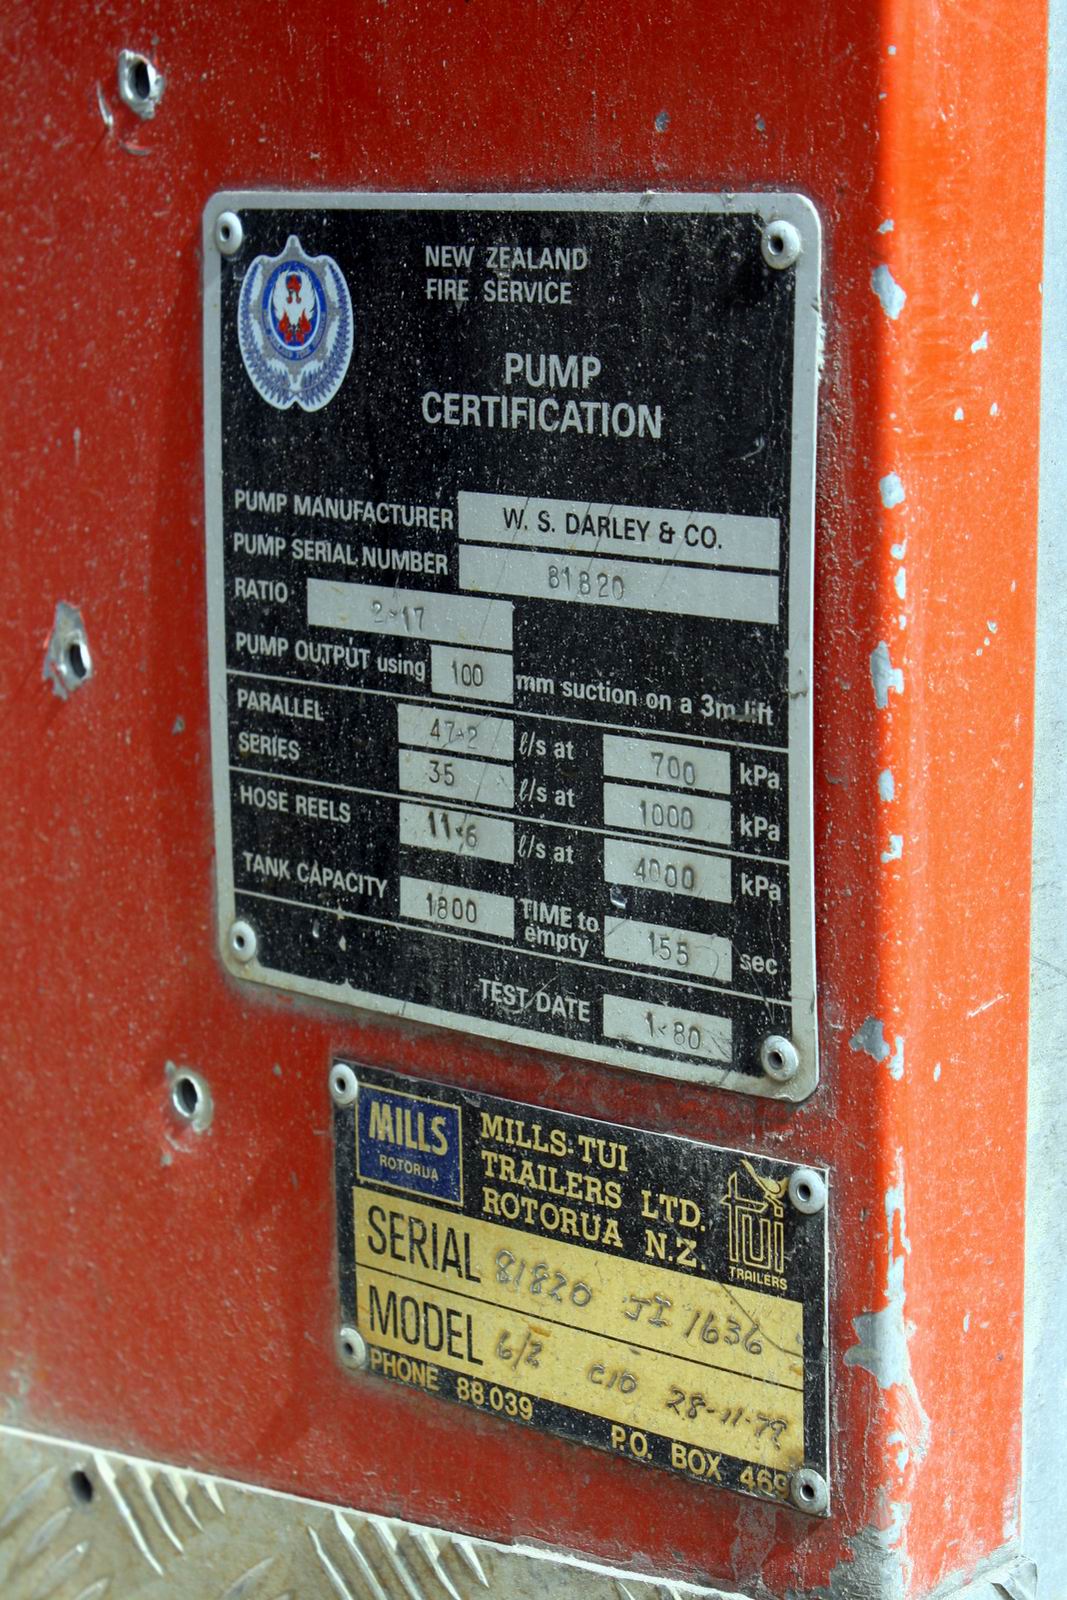 NEW ZEALAND
FIRE SERVICE
PUMP
CERTIFICATION
PUMP MANUFACTURER W. S. DARLEY & CO.
PUMP SERIAL NUMBER 81820
RATIO 2·17
PUMP OUTPUT using 100 mm suction on a 3m lift
PARALLEL 47·2 ℓ/s at 700 kPa
SERIES 35 ℓ/s at 1000 kPa
HOSE REELS 11·6 ℓ/s at 4000 kPa
TANK CAPACITY 1800 TIME to empty 155 sec
TEST DATE 1·80
MILLS
ROTORUA
MILLS-TUI
TRAILERS LTD.
ROTORUA N.Z.
TUI
TRAILERS
SERIAL 81820 JI 1636
MODEL 6/2 C10 28-11-79
PHONE 88.039
P.O. BOX 469